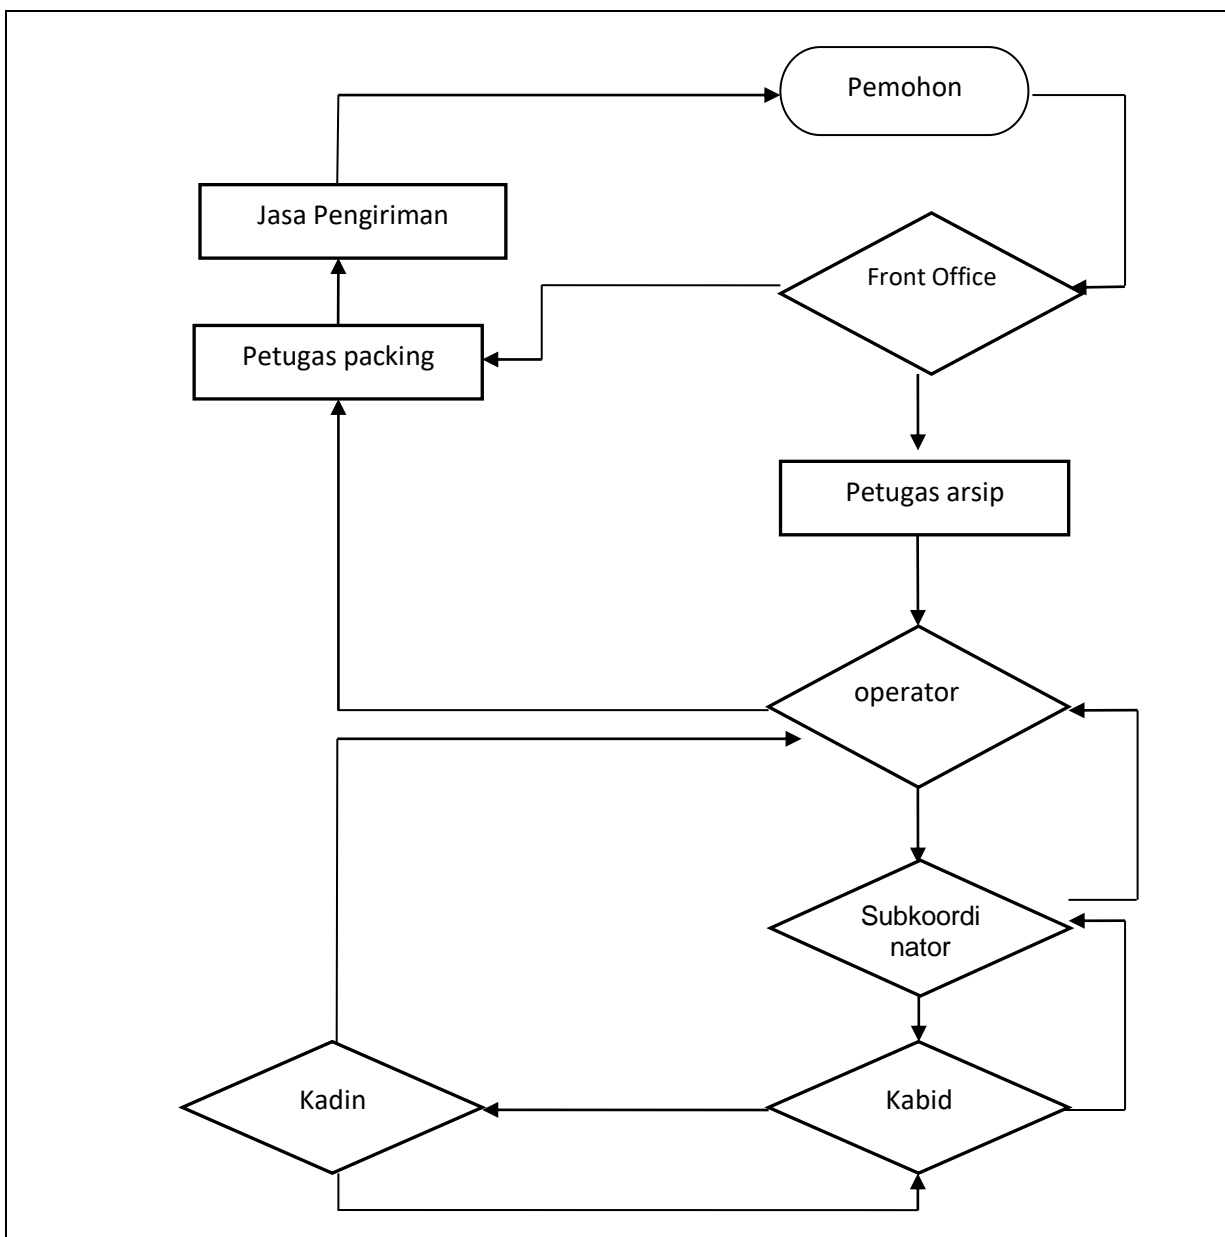 Pemohon
Jasa Pengiriman
Front Office
Petugas packing
Petugas arsip
operator
Subkoordi
nator
Kadin
Kabid